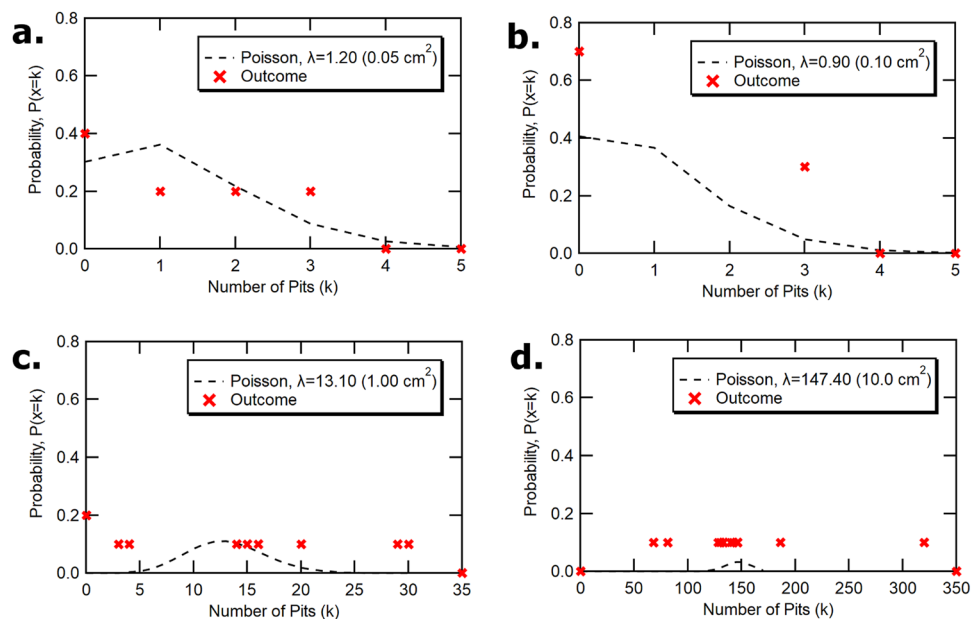 a.
0.8
0.6
0.4
0.2
0.0
Probability, P(x=k)
Poisson, λ=1.20 (0.05 cm²)
Outcome
0 1 2 3 4 5
Number of Pits (k)
b.
0.8
0.6
0.4
0.2
0.0
Probability, P(x=k)
Poisson, λ=0.90 (0.10 cm²)
Outcome
0 1 2 3 4 5
Number of Pits (k)
c.
0.8
0.6
0.4
0.2
0.0
Probability, P(x=k)
Poisson, λ=13.10 (1.00 cm²)
Outcome
0 5 10 15 20 25 30 35
Number of Pits (k)
d.
0.8
0.6
0.4
0.2
0.0
Probability, P(x=k)
Poisson, λ=147.40 (10.0 cm²)
Outcome
0 50 100 150 200 250 300 350
Number of Pits (k)